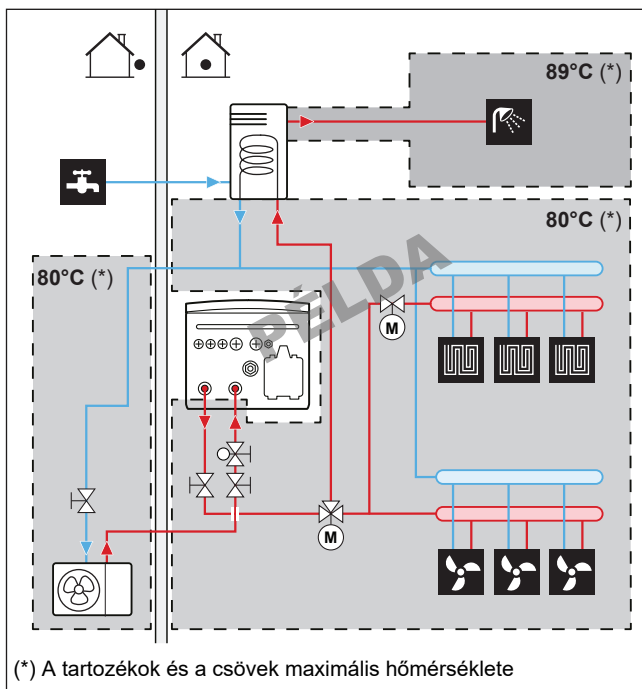 89°C (*)
80°C (*)
80°C (*)
PÉLDA
M
M
(*) A tartozékok és a csövek maximális hőmérséklete